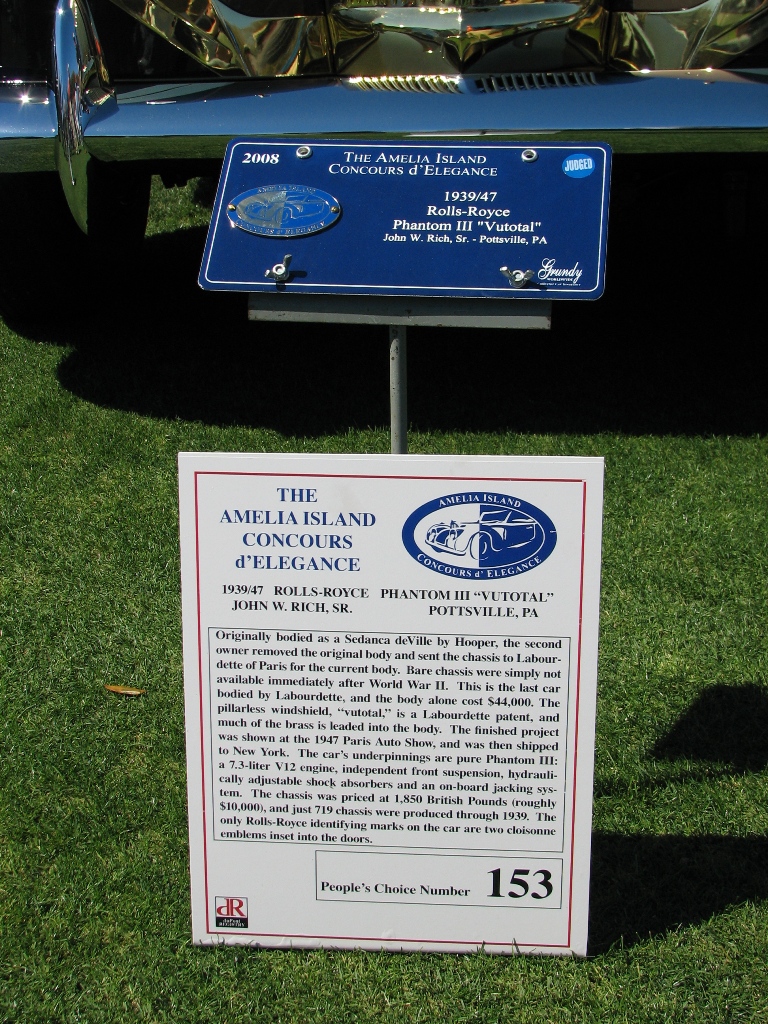 2008
THE AMELIA ISLAND
CONCOURS d'ELEGANCE
JUDGED
1939/47
Rolls-Royce
Phantom III "Vutotal"
John W. Rich, Sr. - Pottsville, PA
Grundy
THE
AMELIA ISLAND
CONCOURS
d'ELEGANCE
AMELIA ISLAND
CONCOURS d' ELEGANCE
1939/47 ROLLS-ROYCE PHANTOM III “VUTOTAL”
JOHN W. RICH, SR. POTTSVILLE, PA
Originally bodied as a Sedanca deVille by Hooper, the second
owner removed the original body and sent the chassis to Labour-
dette of Paris for the current body. Bare chassis were simply not
available immediately after World War II. This is the last car
bodied by Labourdette, and the body alone cost $44,000. The
pillarless windshield, “vutotal,” is a Labourdette patent, and
much of the brass is leaded into the body. The finished project
was shown at the 1947 Paris Auto Show, and was then shipped
to New York. The car's underpinnings are pure Phantom III:
a 7.3-liter V12 engine, independent front suspension, hydrauli-
cally adjustable shock absorbers and an on-board jacking sys-
tem. The chassis was priced at 1,850 British Pounds (roughly
$10,000), and just 719 chassis were produced through 1939. The
only Rolls-Royce identifying marks on the car are two cloisonne
emblems inset into the doors.
People's Choice Number 153
dR
duPont
REGISTRY